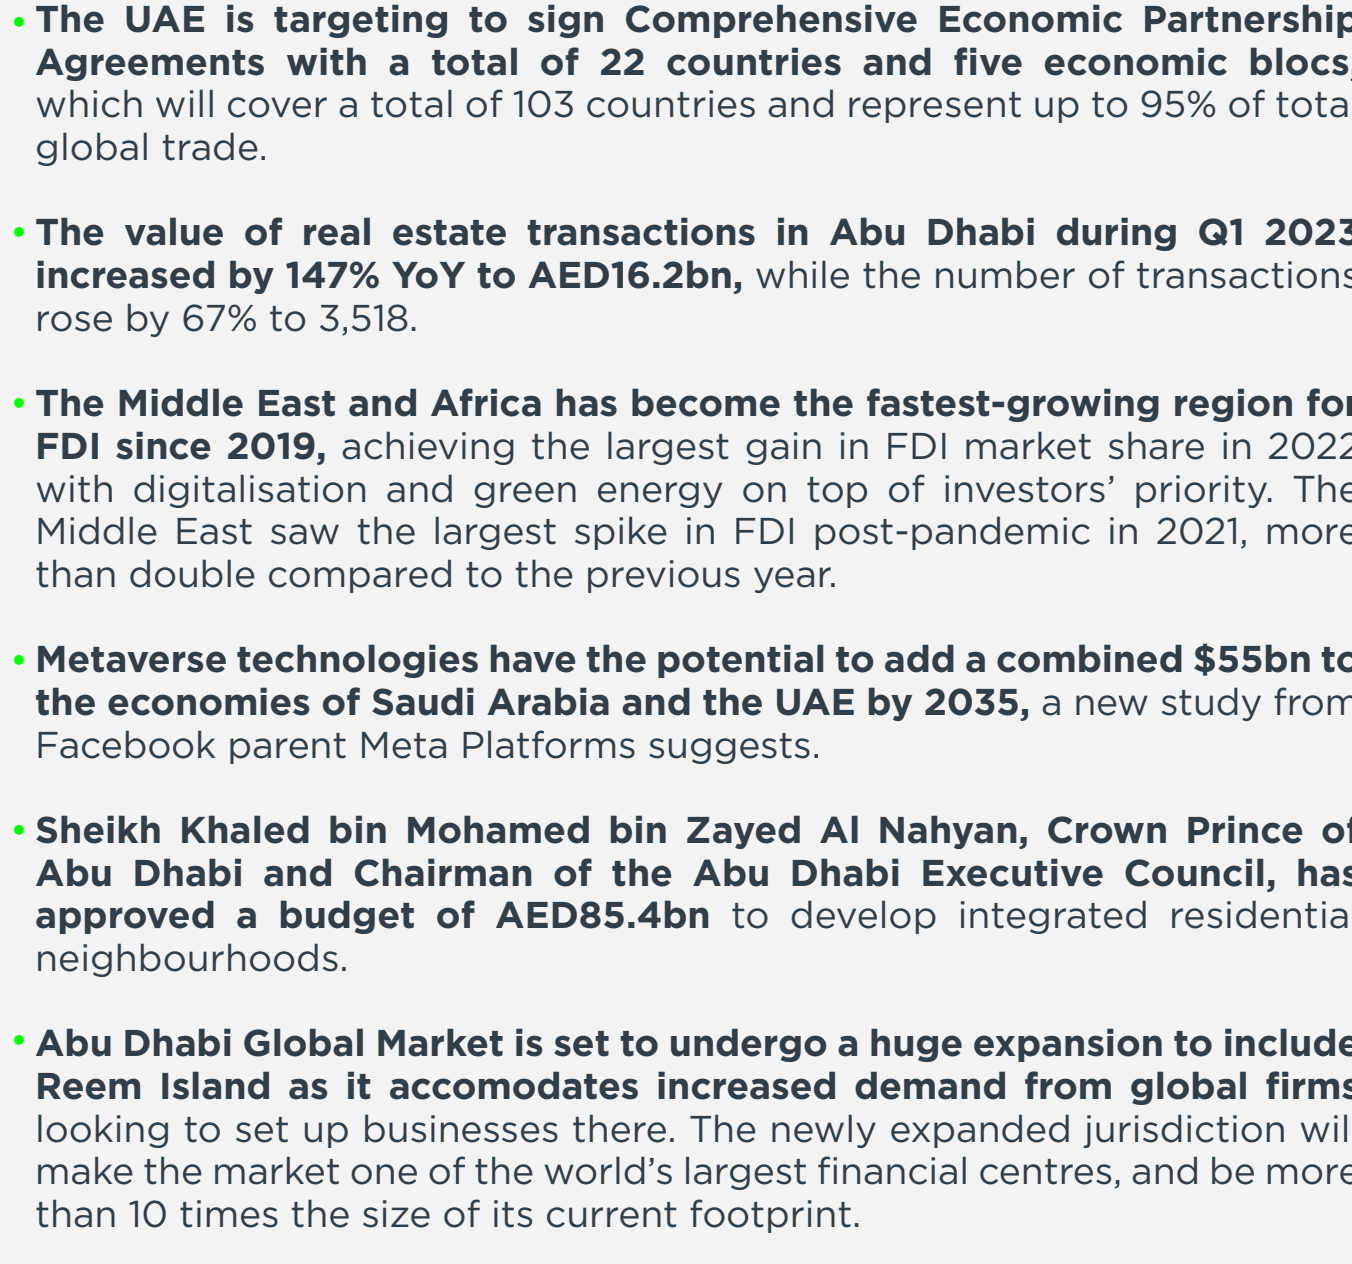 • The UAE is targeting to sign Comprehensive Economic Partnership
Agreements with a total of 22 countries and five economic blocs,
which will cover a total of 103 countries and represent up to 95% of tota
global trade.
• The value of real estate transactions in Abu Dhabi during Q1 2023
increased by 147% YoY to AED16.2bn, while the number of transactions
rose by 67% to 3,518.
• The Middle East and Africa has become the fastest-growing region for
FDI since 2019, achieving the largest gain in FDI market share in 2022
with digitalisation and green energy on top of investors’ priority. The
Middle East saw the largest spike in FDI post-pandemic in 2021, more
than double compared to the previous year.
• Metaverse technologies have the potential to add a combined $55bn to
the economies of Saudi Arabia and the UAE by 2035, a new study from
Facebook parent Meta Platforms suggests.
• Sheikh Khaled bin Mohamed bin Zayed Al Nahyan, Crown Prince of
Abu Dhabi and Chairman of the Abu Dhabi Executive Council, has
approved a budget of AED85.4bn to develop integrated residentia
neighbourhoods.
• Abu Dhabi Global Market is set to undergo a huge expansion to include
Reem Island as it accomodates increased demand from global firms
looking to set up businesses there. The newly expanded jurisdiction wil
make the market one of the world’s largest financial centres, and be more
than 10 times the size of its current footprint.